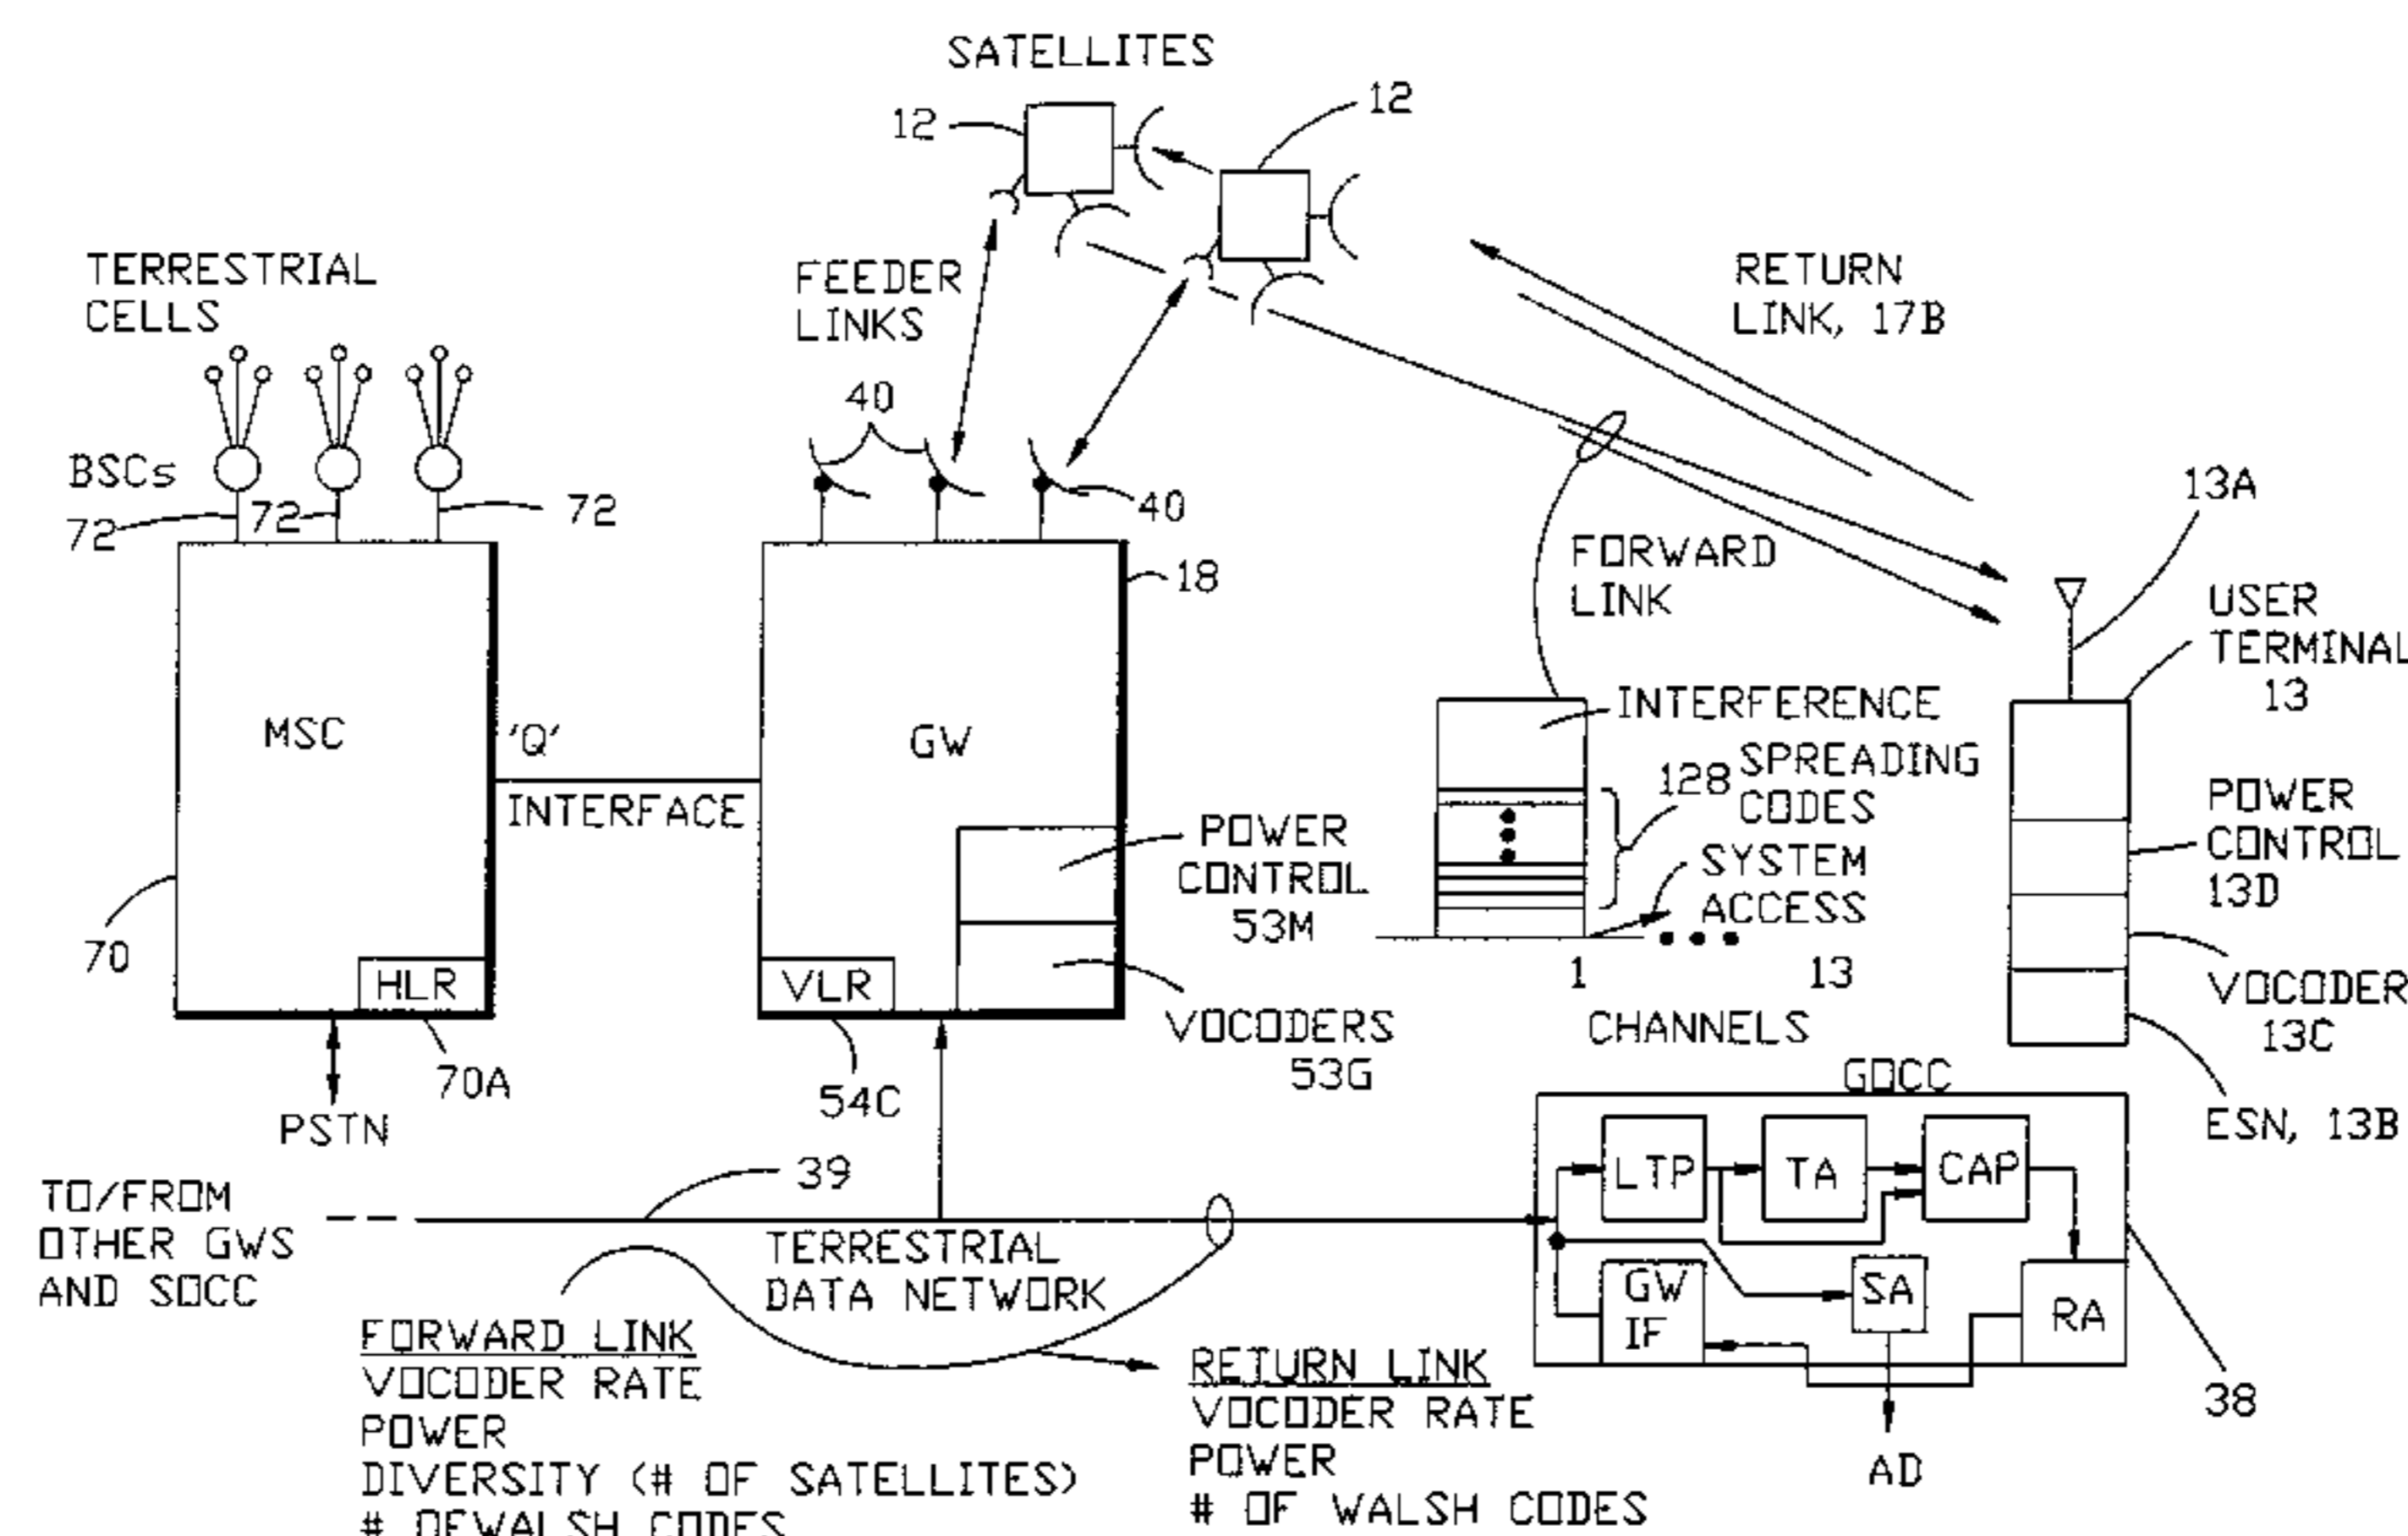 SATELLITES
12
12
TERRESTRIAL
CELLS
FEEDER
LINKS
RETURN
LINK, 17B
40
BSCs
72
72
72
40
13A
18
FORWARD
LINK
USER
TERMINAL
13
MSC
'Q'
INTERFACE
GW
INTERFERENCE
128
SPREADING
CODES
POWER
CONTROL
53M
SYSTEM
ACCESS
POWER
CONTROL
13D
70
HLR
VLR
1
13
CHANNELS
VOCODERS
53G
VOCODER
13C
70A
54C
PSTN
GOCC
ESN, 13B
LTP
TA
CAP
39
TO/FROM
OTHER GWS
AND SOCC
TERRESTRIAL
DATA NETWORK
GW
IF
SA
RA
38
AD
FORWARD LINK
VOCODER RATE
POWER
DIVERSITY (# OF SATELLITES)
# OFWALSH CODES
RETURN LINK
VOCODER RATE
POWER
# OF WALSH CODES